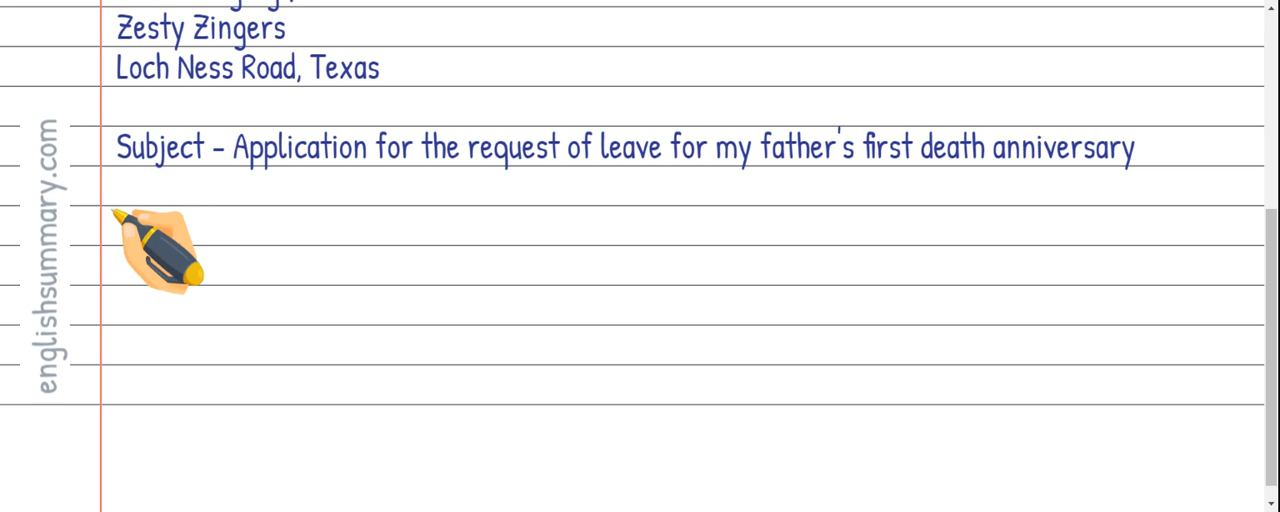 Zesty Zingers
Loch Ness Road, Texas
Subject - Application for the request of leave for my father's first death anniversary
englishsummary.com